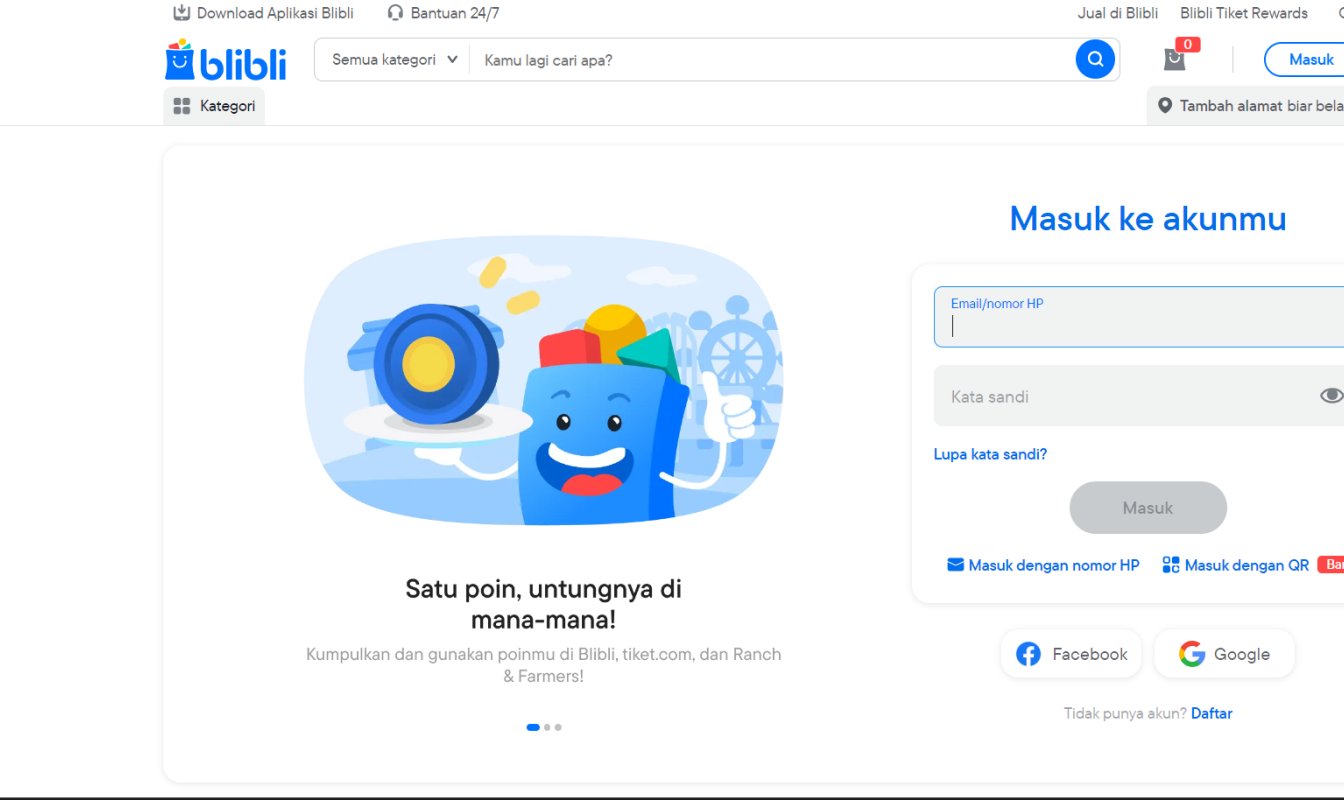 Download Aplikasi Blibli Bantuan 24/7 Jual di Blibli Blibli Tiket Rewards
blibli Semua kategori Kamu lagi cari apa? 0 Masuk
Kategori Tambah alamat biar bela
Masuk ke akunmu
Email/nomor HP
Kata sandi
Lupa kata sandi?
Masuk
Masuk dengan nomor HP Masuk dengan QR
Facebook Google
Tidak punya akun? Daftar
Satu poin, untungnya di
mana-mana!
Kumpulkan dan gunakan poinmu di Blibli, tiket.com, dan Ranch
& Farmers!